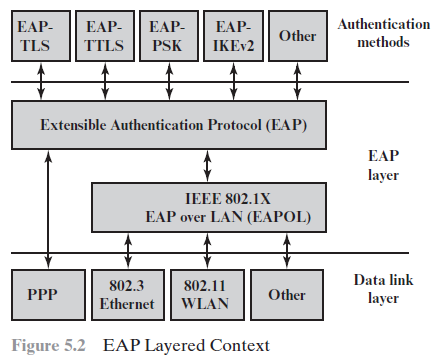 EAP-
TLS
EAP-
TTLS
EAP-
PSK
EAP-
IKEv2
Other
Authentication
methods
Extensible Authentication Protocol (EAP)
EAP
layer
IEEE 802.1X
EAP over LAN (EAPOL)
PPP
802.3
Ethernet
802.11
WLAN
Other
Data link
layer
Figure 5.2 EAP Layered Context